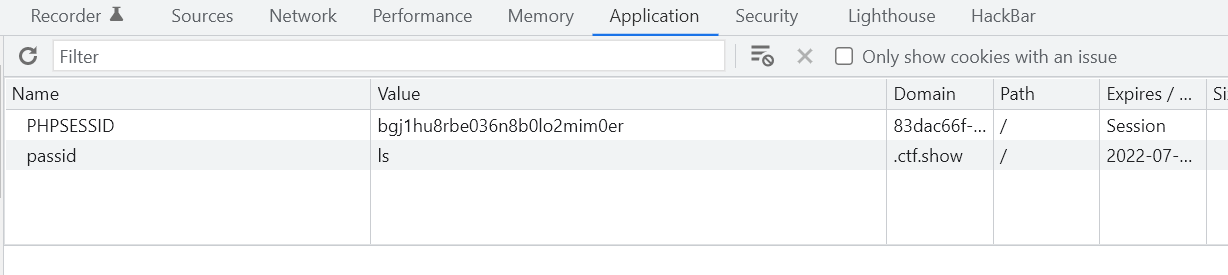 Recorder Sources Network Performance Memory Application Security Lighthouse HackBar
Filter Only show cookies with an issue
Name Value Domain Path Expires / ... Si
PHPSESSID bgj1hu8rbe036n8b0lo2mim0er 83dac66f-... / Session
passid ls .ctf.show / 2022-07-...